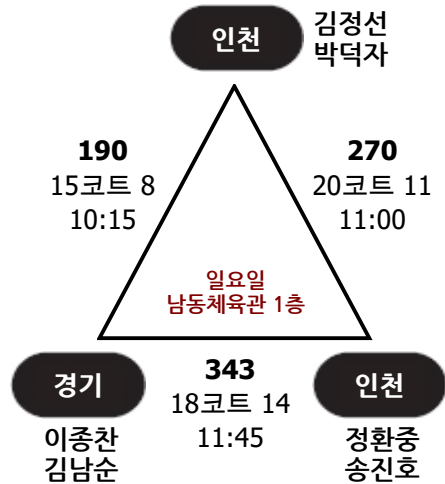 인천
김정선
박덕자
190
15코트 8
10:15
270
20코트 11
11:00
일요일
남동체육관 1층
경기
이종찬
김남순
343
18코트 14
11:45
인천
정환중
송진호